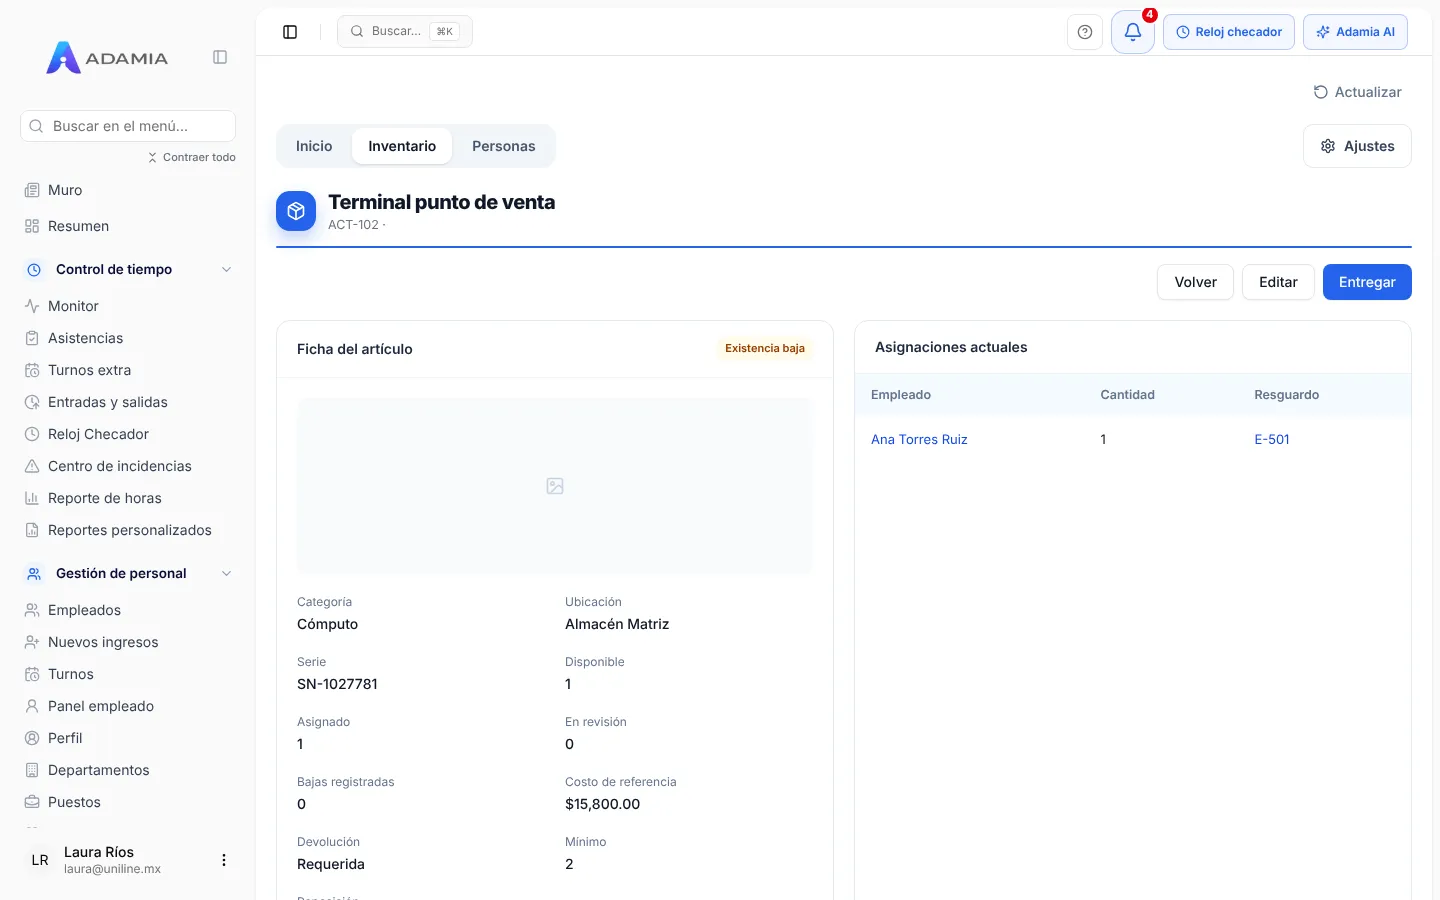 ADAMIA
Buscar en el menú...
Contraer todo
Muro
Resumen
Control de tiempo
Monitor
Asistencias
Turnos extra
Entradas y salidas
Reloj Checador
Centro de incidencias
Reporte de horas
Reportes personalizados
Gestión de personal
Empleados
Nuevos ingresos
Turnos
Panel empleado
Perfil
Departamentos
Puestos
LR
Laura Ríos
laura@uniline.mx
Buscar...
⌘K
4
Reloj checador
Adamia AI
Actualizar
Inicio
Inventario
Personas
Ajustes
Terminal punto de venta
ACT-102 ·
Volver
Editar
Entregar
Ficha del artículo
Existencia baja
Categoría
Cómputo
Ubicación
Almacén Matriz
Serie
SN-1027781
Disponible
1
Asignado
1
En revisión
0
Bajas registradas
0
Costo de referencia
$15,800.00
Devolución
Requerida
Mínimo
2
Asignaciones actuales
Empleado Cantidad Resguardo
Ana Torres Ruiz 1 E-501